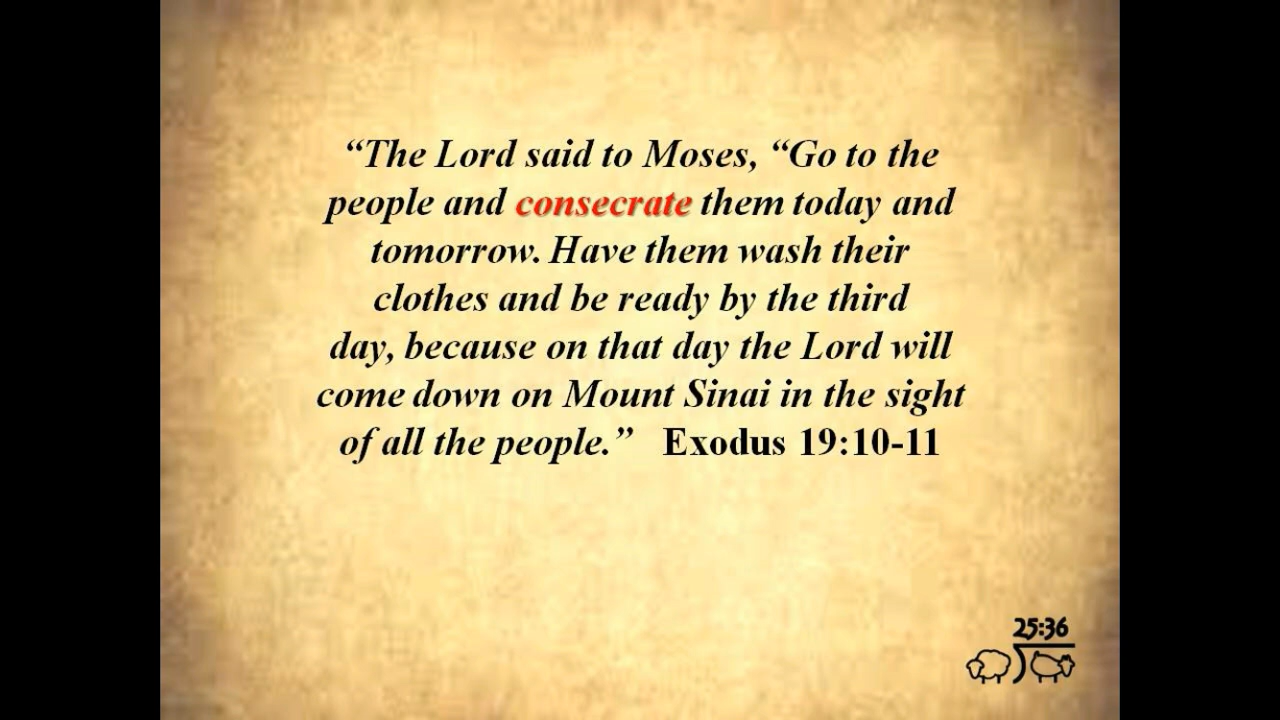 “The Lord said to Moses, “Go to the
people and consecrate them today and
tomorrow. Have them wash their
clothes and be ready by the third
day, because on that day the Lord will
come down on Mount Sinai in the sight
of all the people.” Exodus 19:10-11
25:36